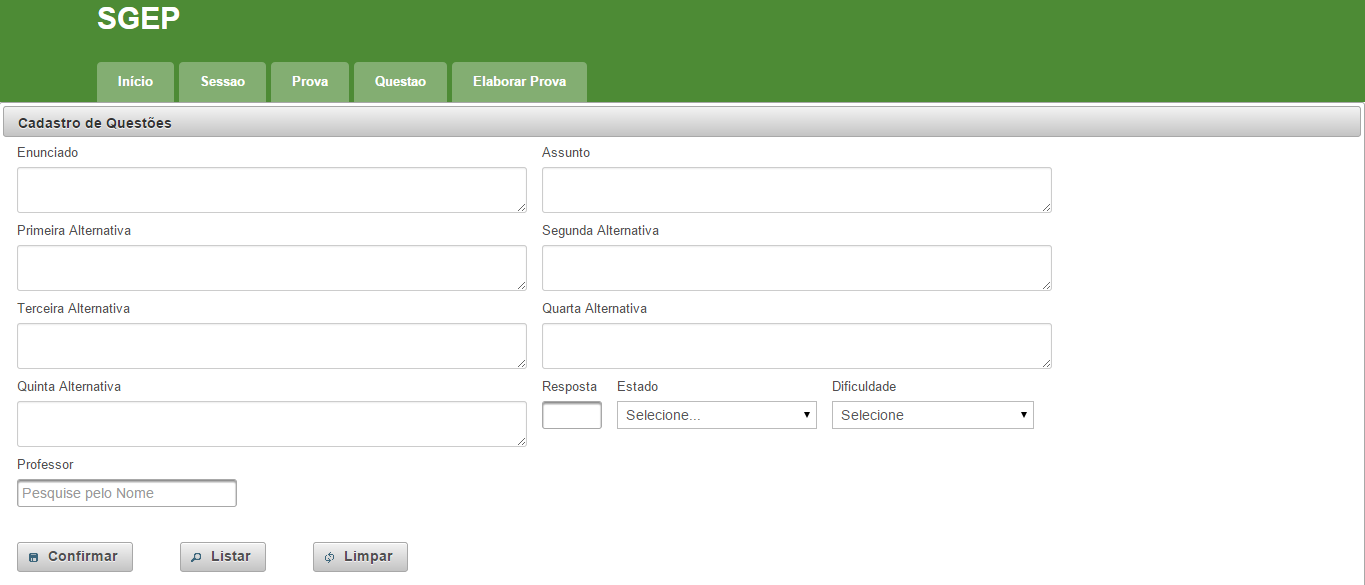 SGEP
Início Sessao Prova Questao Elaborar Prova
Cadastro de Questões
Enunciado Assunto
Primeira Alternativa Segunda Alternativa
Terceira Alternativa Quarta Alternativa
Quinta Alternativa Resposta Estado Dificuldade
Selecione... Selecione
Professor
Pesquise pelo Nome
Confirmar Listar Limpar